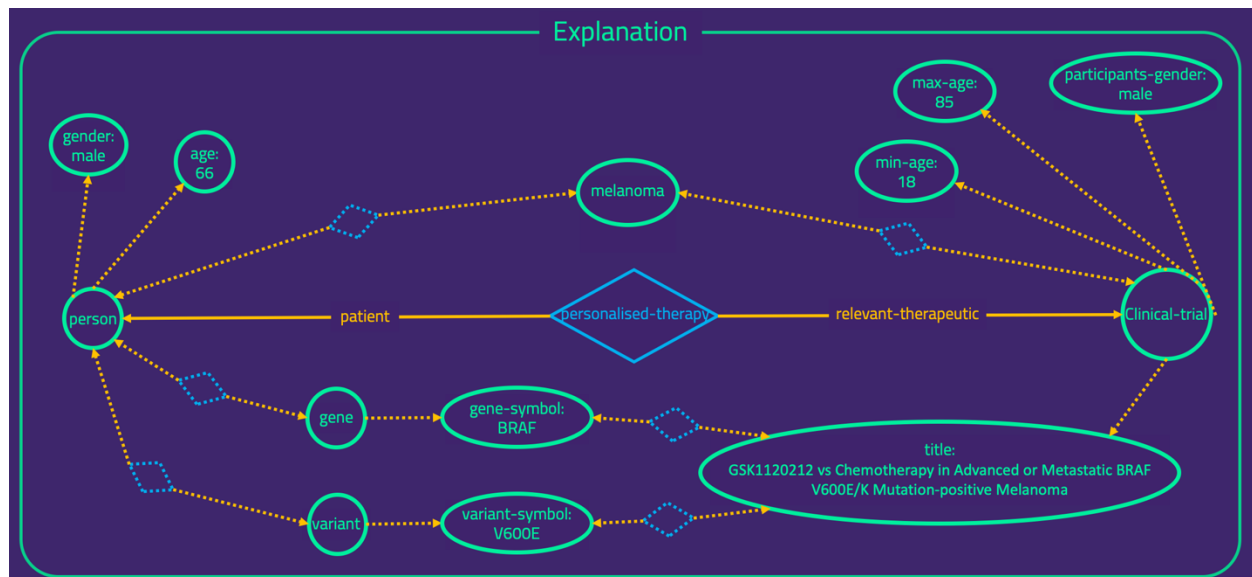 Explanation
gender:
male
age:
66
melanoma
max-age:
85
participants-gender:
male
min-age:
18
person
patient
personalised-therapy
relevant-therapeutic
Clinical-trial
gene
gene-symbol:
BRAF
title:
GSK1120212 vs Chemotherapy in Advanced or Metastatic BRAF
V600E/K Mutation-positive Melanoma
variant
variant-symbol:
V600E